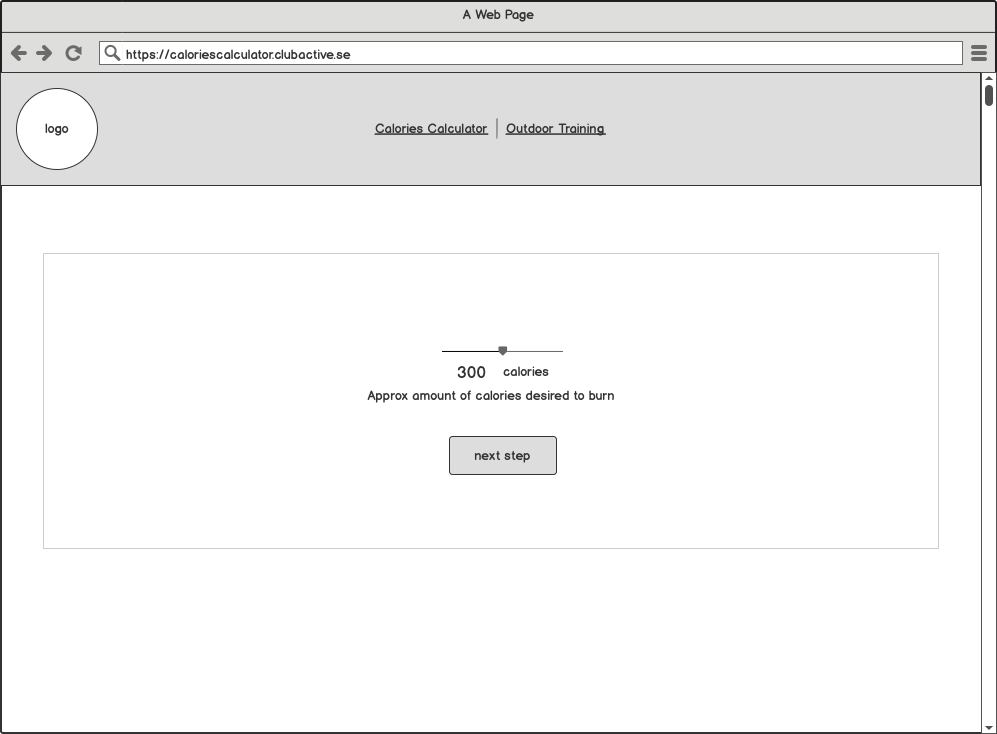 A Web Page
https://caloriescalculator.clubactive.se
logo
Calories Calculator
Outdoor Training
300 calories
Approx amount of calories desired to burn
next step